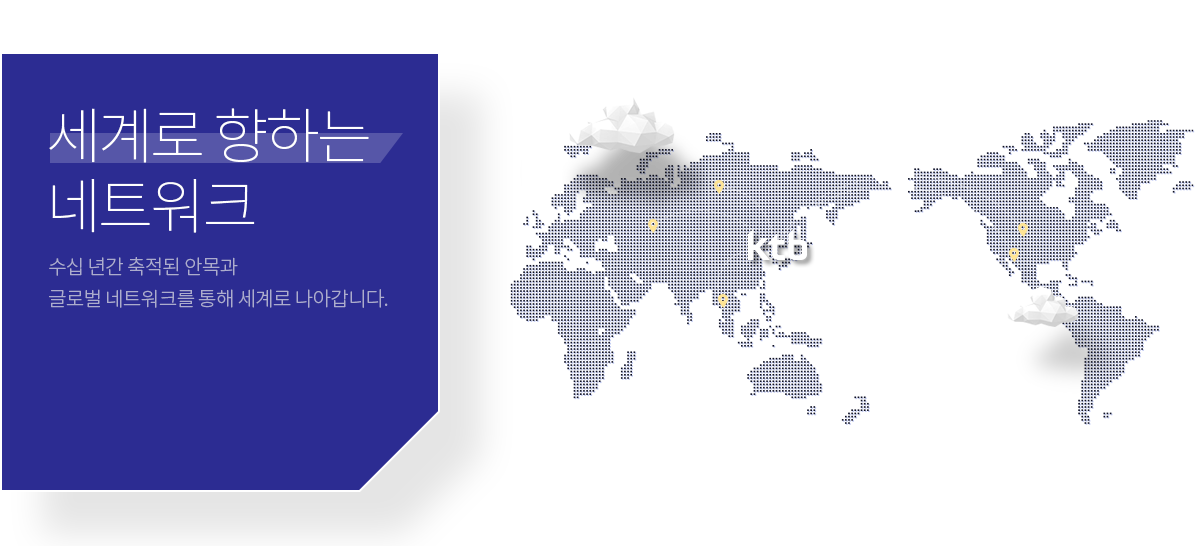 세계로 향하는
네트워크
수십 년간 축적된 안목과
글로벌 네트워크를 통해 세계로 나아갑니다.
ktb